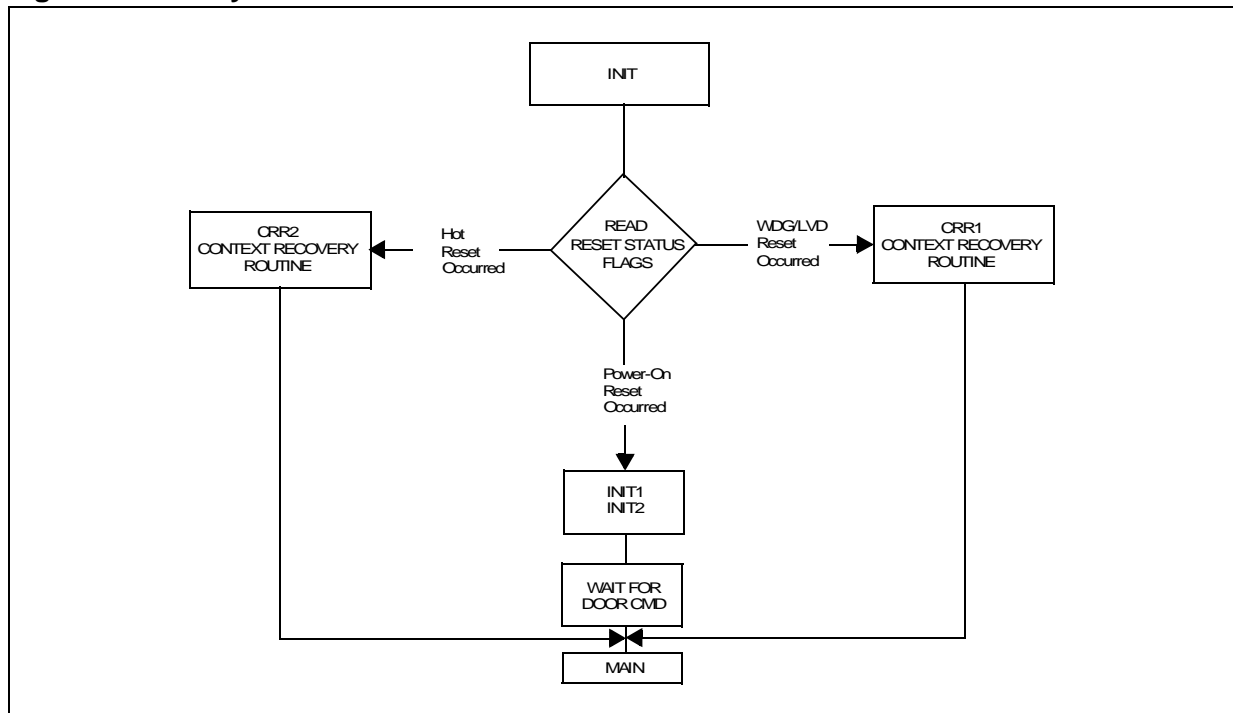 INIT
READ
RESET STATUS
FLAGS
CRR2
CONTEXT RECOVERY
ROUTINE
Hot
Reset
Occurred
WDG/LVD
Reset
Occurred
CRR1
CONTEXT RECOVERY
ROUTINE
Power-On
Reset
Occurred
INIT1
INIT2
WAIT FOR
DOOR CMD
MAIN